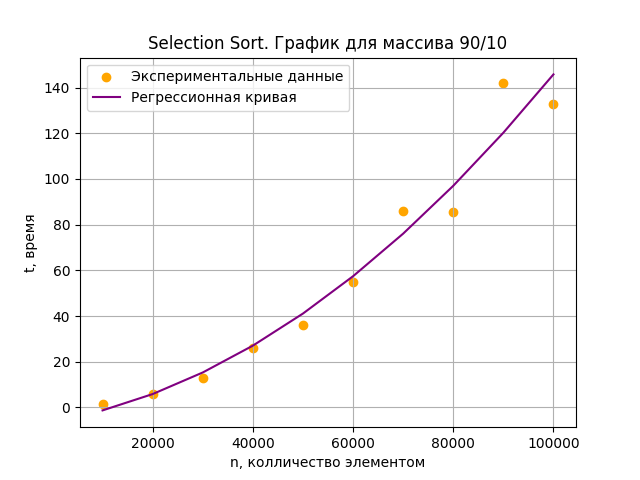 Selection Sort. График для массива 90/10
Экспериментальные данные
Регрессионная кривая
140
120
100
80
60
40
20
0
t, время
20000 40000 60000 80000 100000
n, колличество элементом